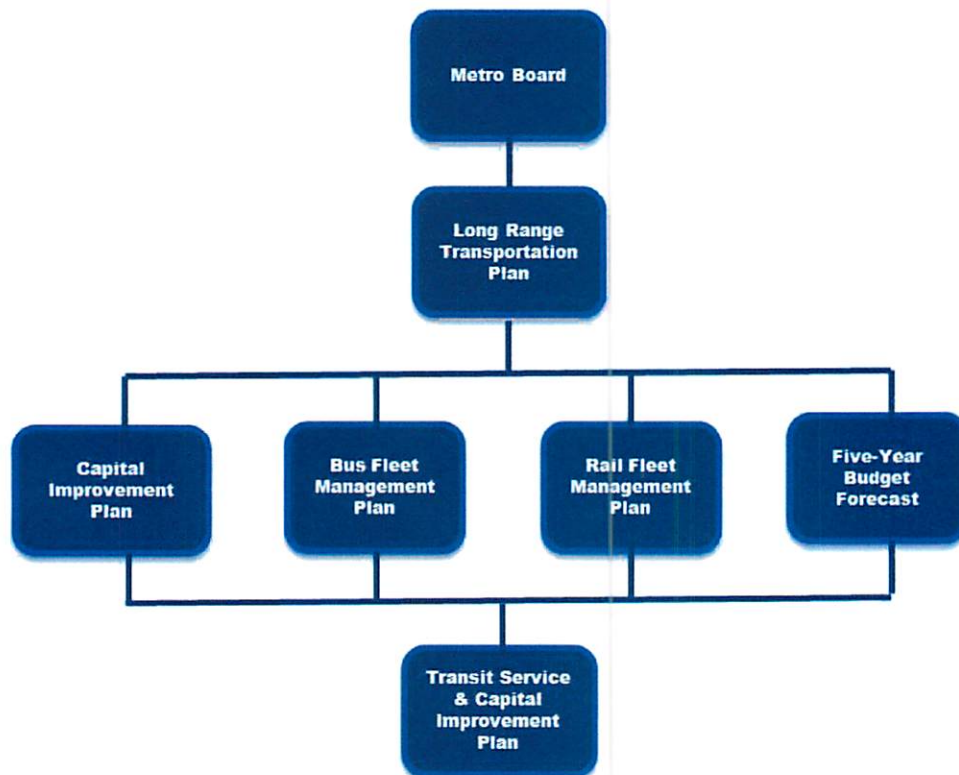 Metro Board
Long Range
Transportation
Plan
Capital
Improvement
Plan
Bus Fleet
Management
Plan
Rail Fleet
Management
Plan
Five-Year
Budget
Forecast
Transit Service
& Capital
Improvement
Plan